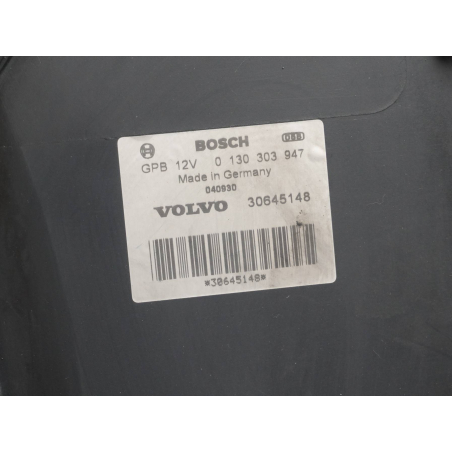 BOSCH
GPB 12V 0 130 303 947
Made in Germany
040930
VOLVO 30645148
*30645148*